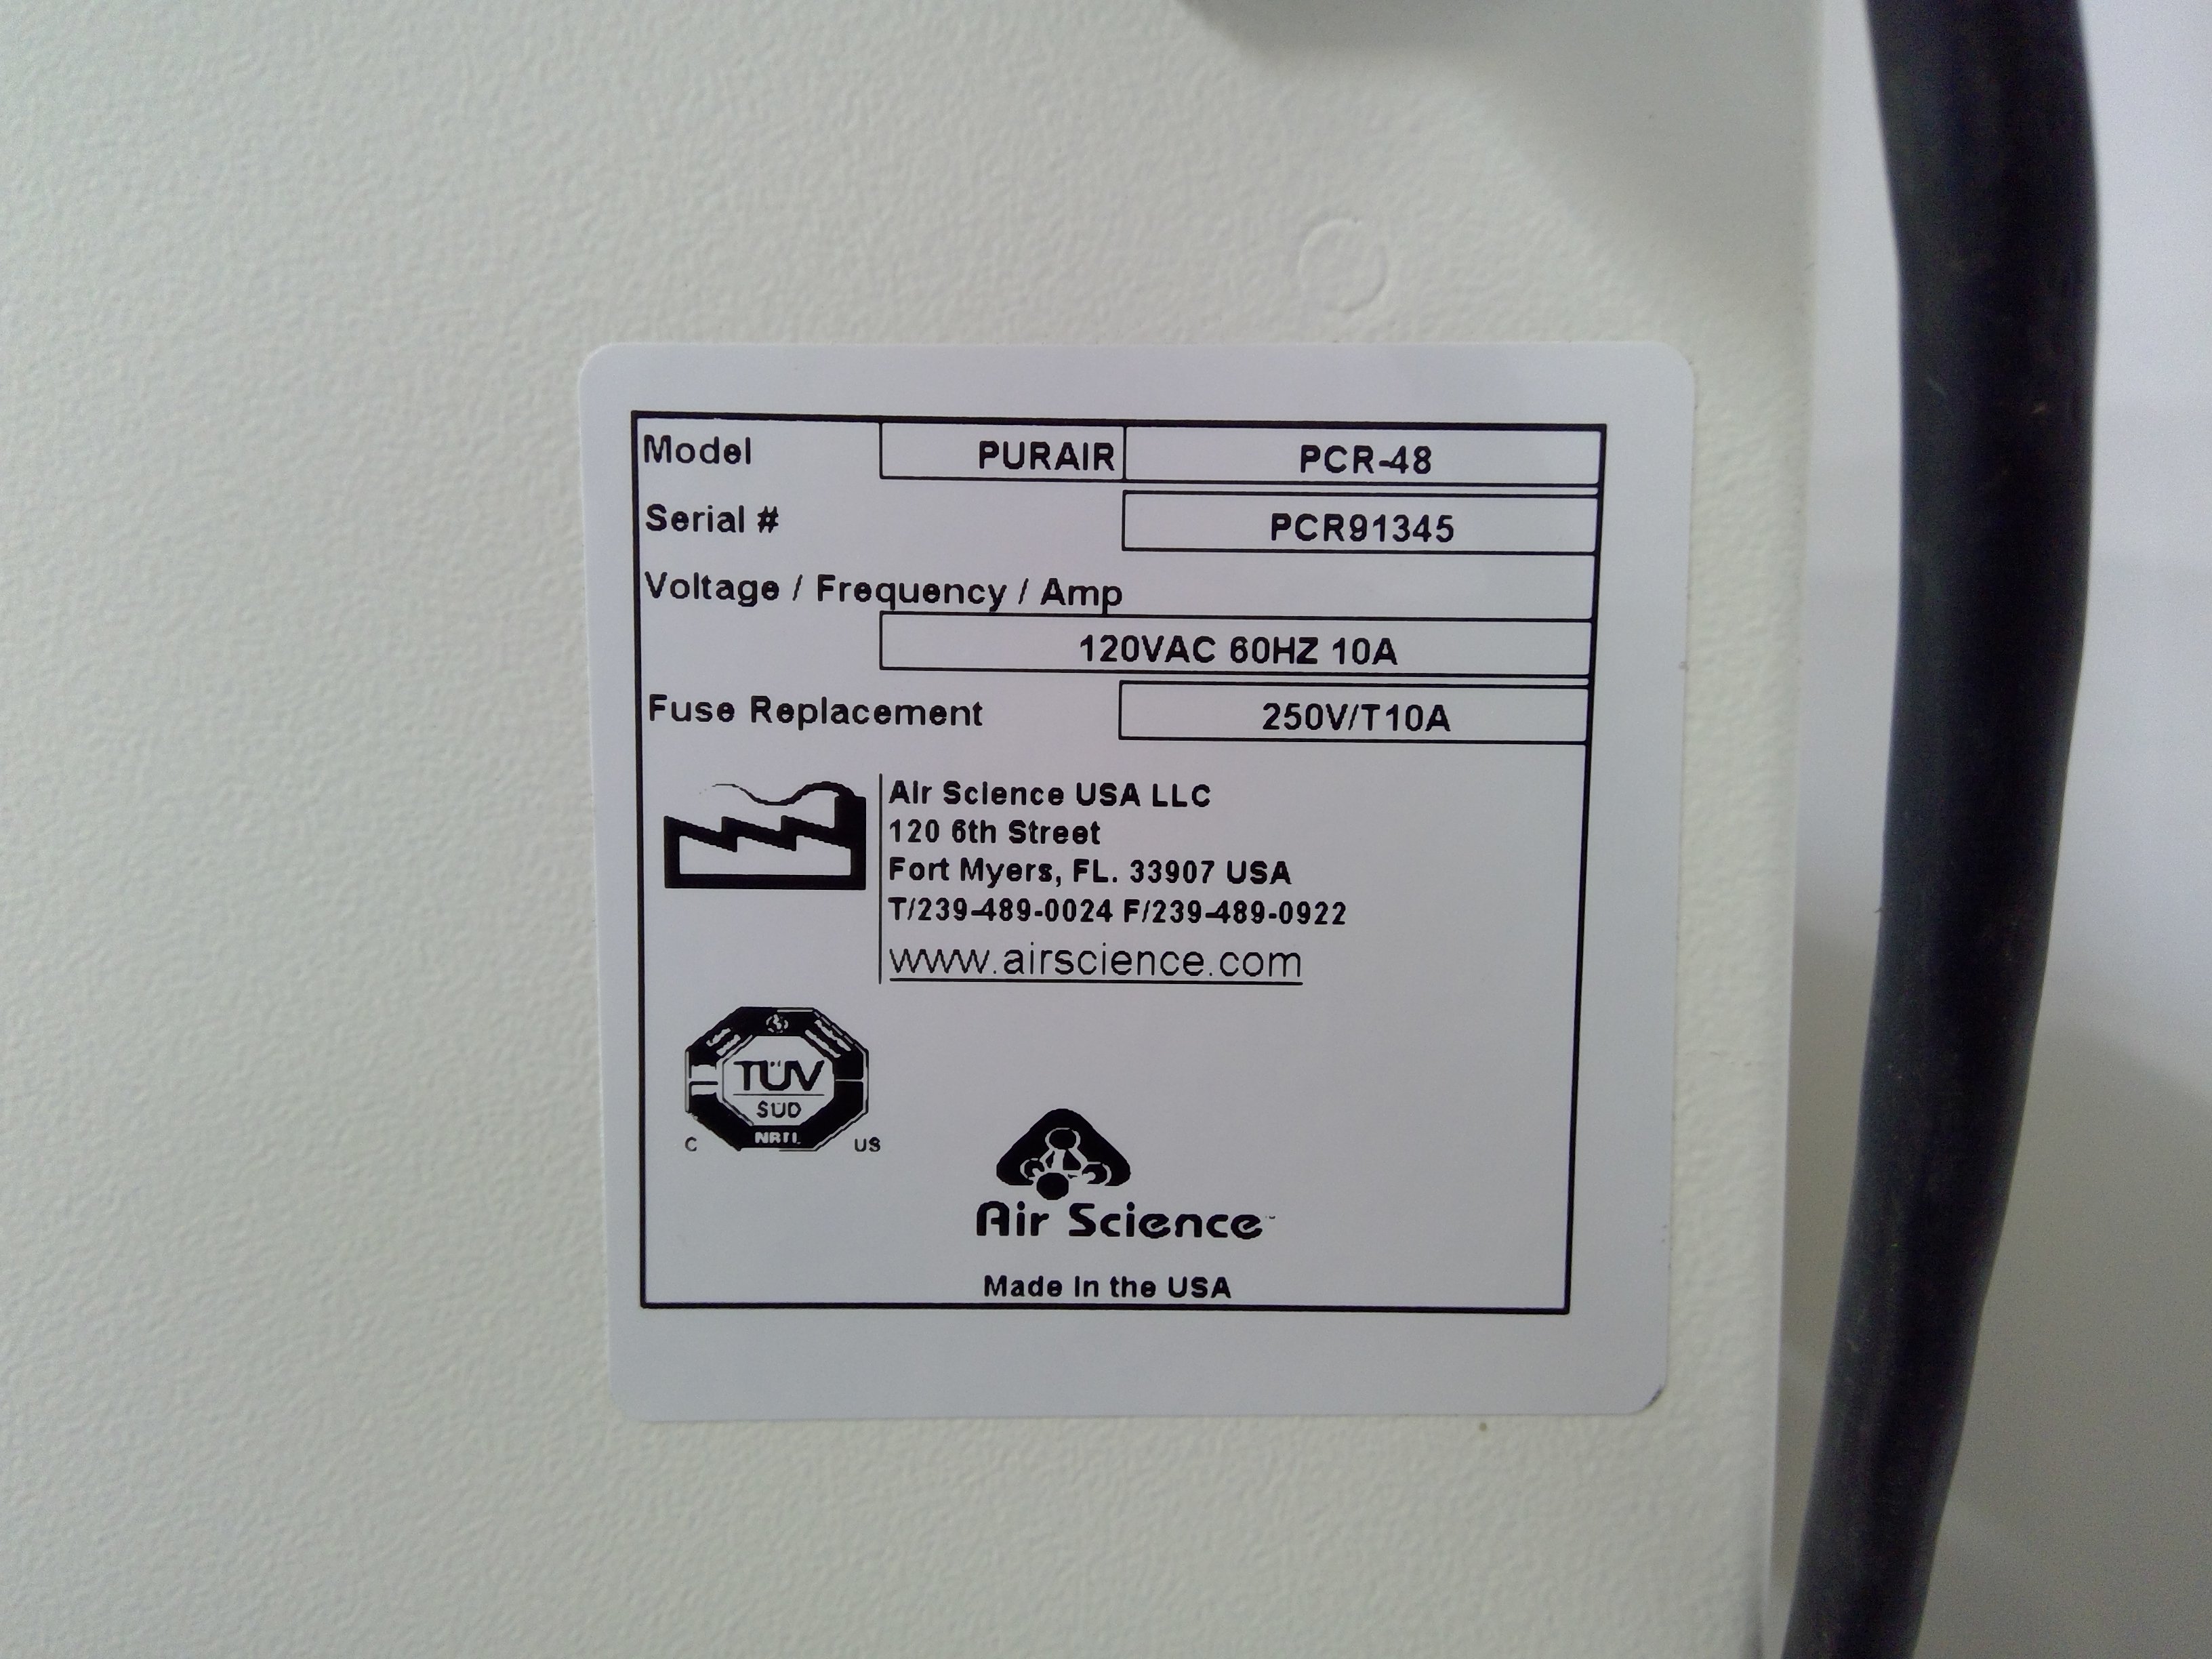 Model PURAIR PCR-48
Serial # PCR91345
Voltage / Frequency / Amp
120VAC 60HZ 10A
Fuse Replacement 250V/T10A
Air Science USA LLC
120 6th Street
Fort Myers, FL. 33907 USA
T/239-489-0024 F/239-489-0922
www.airscience.com
TÜV
SÜD
NRTL
C US
Air Science
Made In the USA